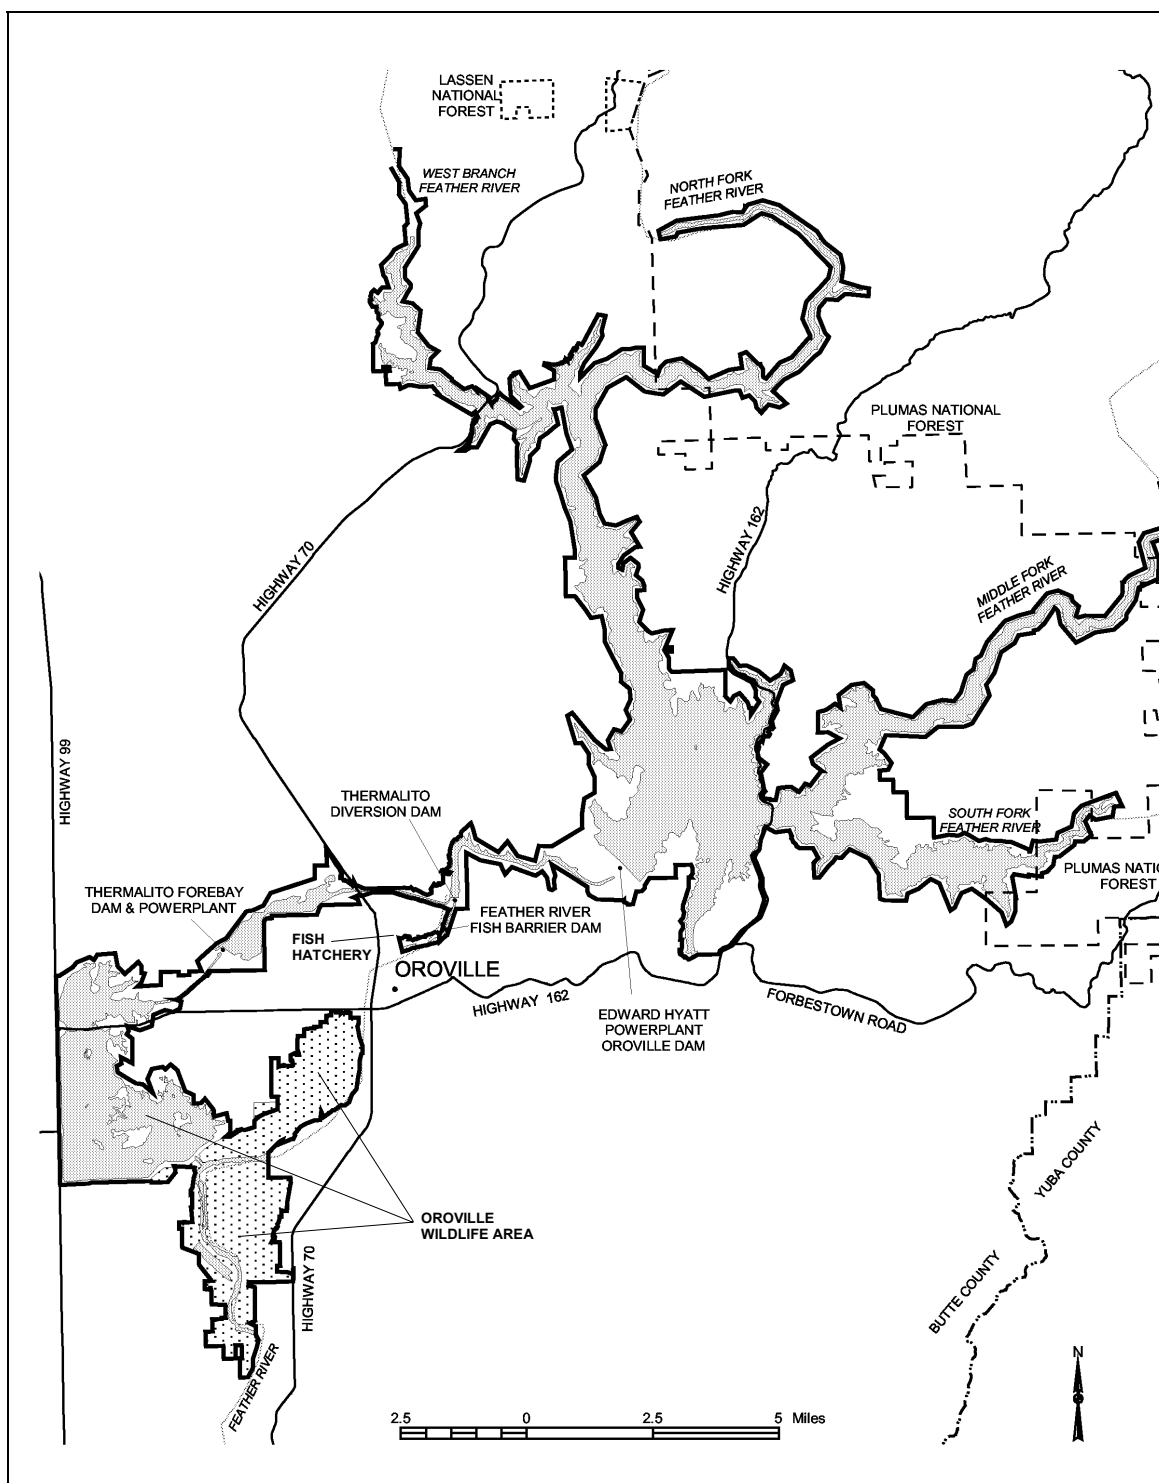 LASSEN
NATIONAL
FOREST
WEST BRANCH
FEATHER RIVER
NORTH FORK
FEATHER RIVER
PLUMAS NATIONAL
FOREST
HIGHWAY 162
HIGHWAY 70
MIDDLE FORK
FEATHER RIVER
HIGHWAY 99
THERMALITO
DIVERSION DAM
SOUTH FORK
FEATHER RIVER
PLUMAS NATIO
FOREST
THERMALITO FOREBAY
DAM & POWERPLANT
FEATHER RIVER
FISH BARRIER DAM
FISH
HATCHERY
OROVILLE
HIGHWAY 162
FORBESTOWN ROAD
EDWARD HYATT
POWERPLANT
OROVILLE DAM
YUBA COUNTY
OROVILLE
WILDLIFE AREA
BUTTE COUNTY
HIGHWAY 70
FEATHER RIVER
N
2.5 0 2.5 5 Miles